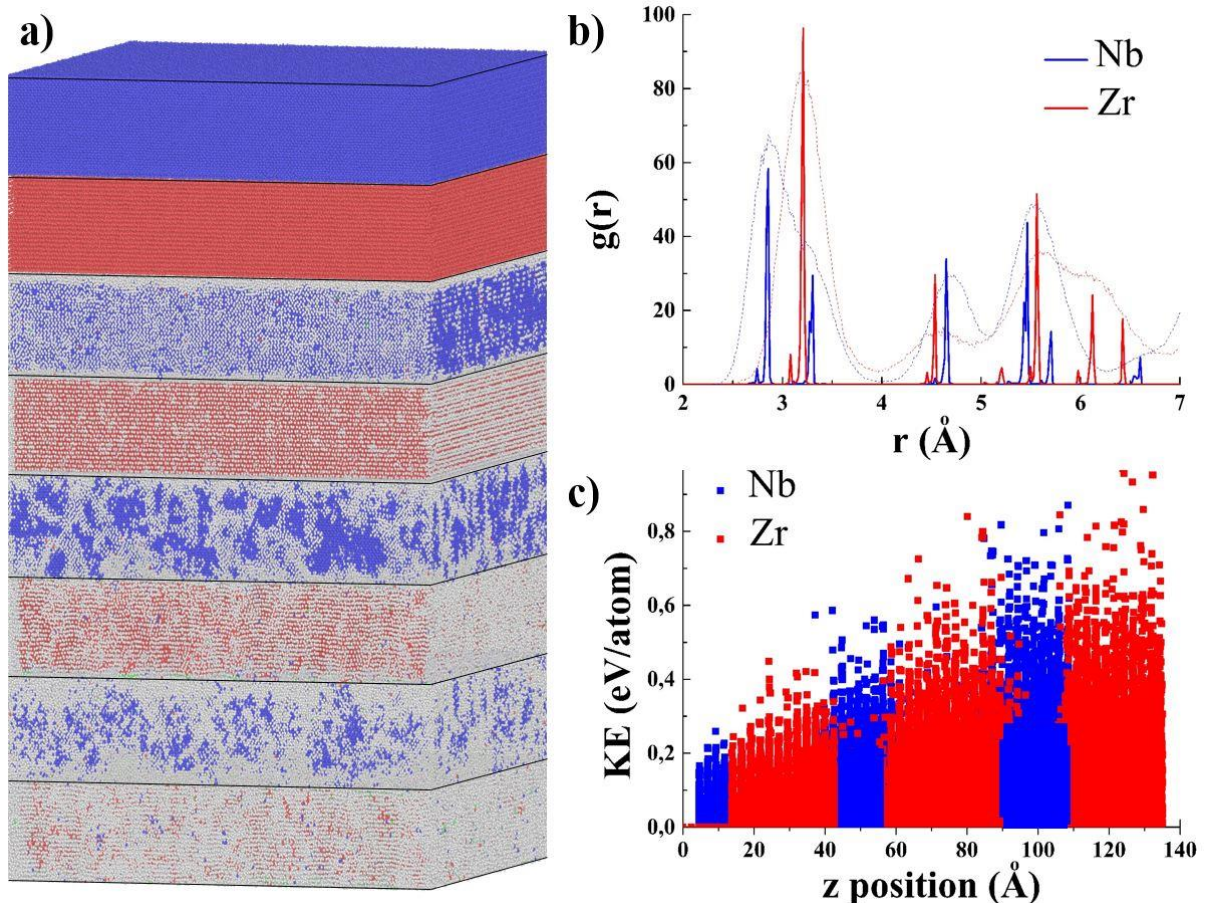 a)
b)
100
80
60
40
20
0
g(r)
Nb
Zr
2 3 4 5 6 7
r (Å)
c)
Nb
Zr
0,8
0,6
0,4
0,2
0,0
KE (eV/atom)
0 20 40 60 80 100 120 140
z position (Å)